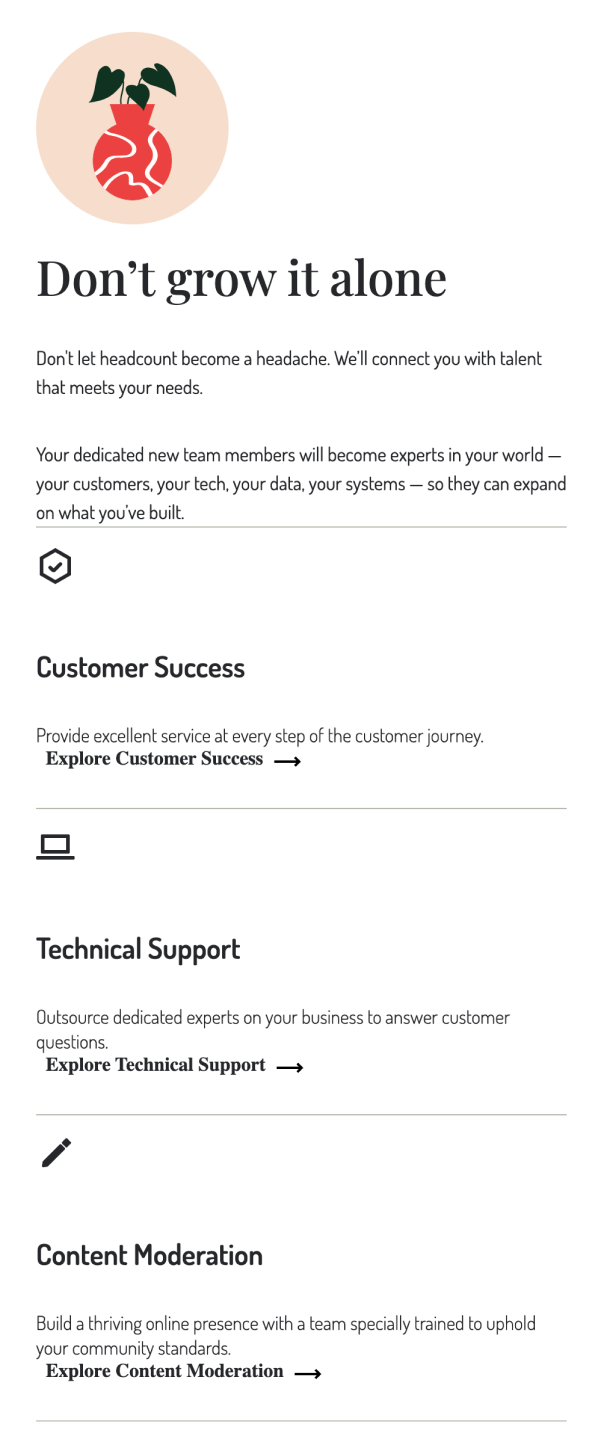 Don’t grow it alone
Don't let headcount become a headache. We’ll connect you with talent
that meets your needs.
Your dedicated new team members will become experts in your world —
your customers, your tech, your data, your systems — so they can expand
on what you’ve built.
Customer Success
Provide excellent service at every step of the customer journey.
Explore Customer Success
Technical Support
Outsource dedicated experts on your business to answer customer
questions.
Explore Technical Support
Content Moderation
Build a thriving online presence with a team specially trained to uphold
your community standards.
Explore Content Moderation